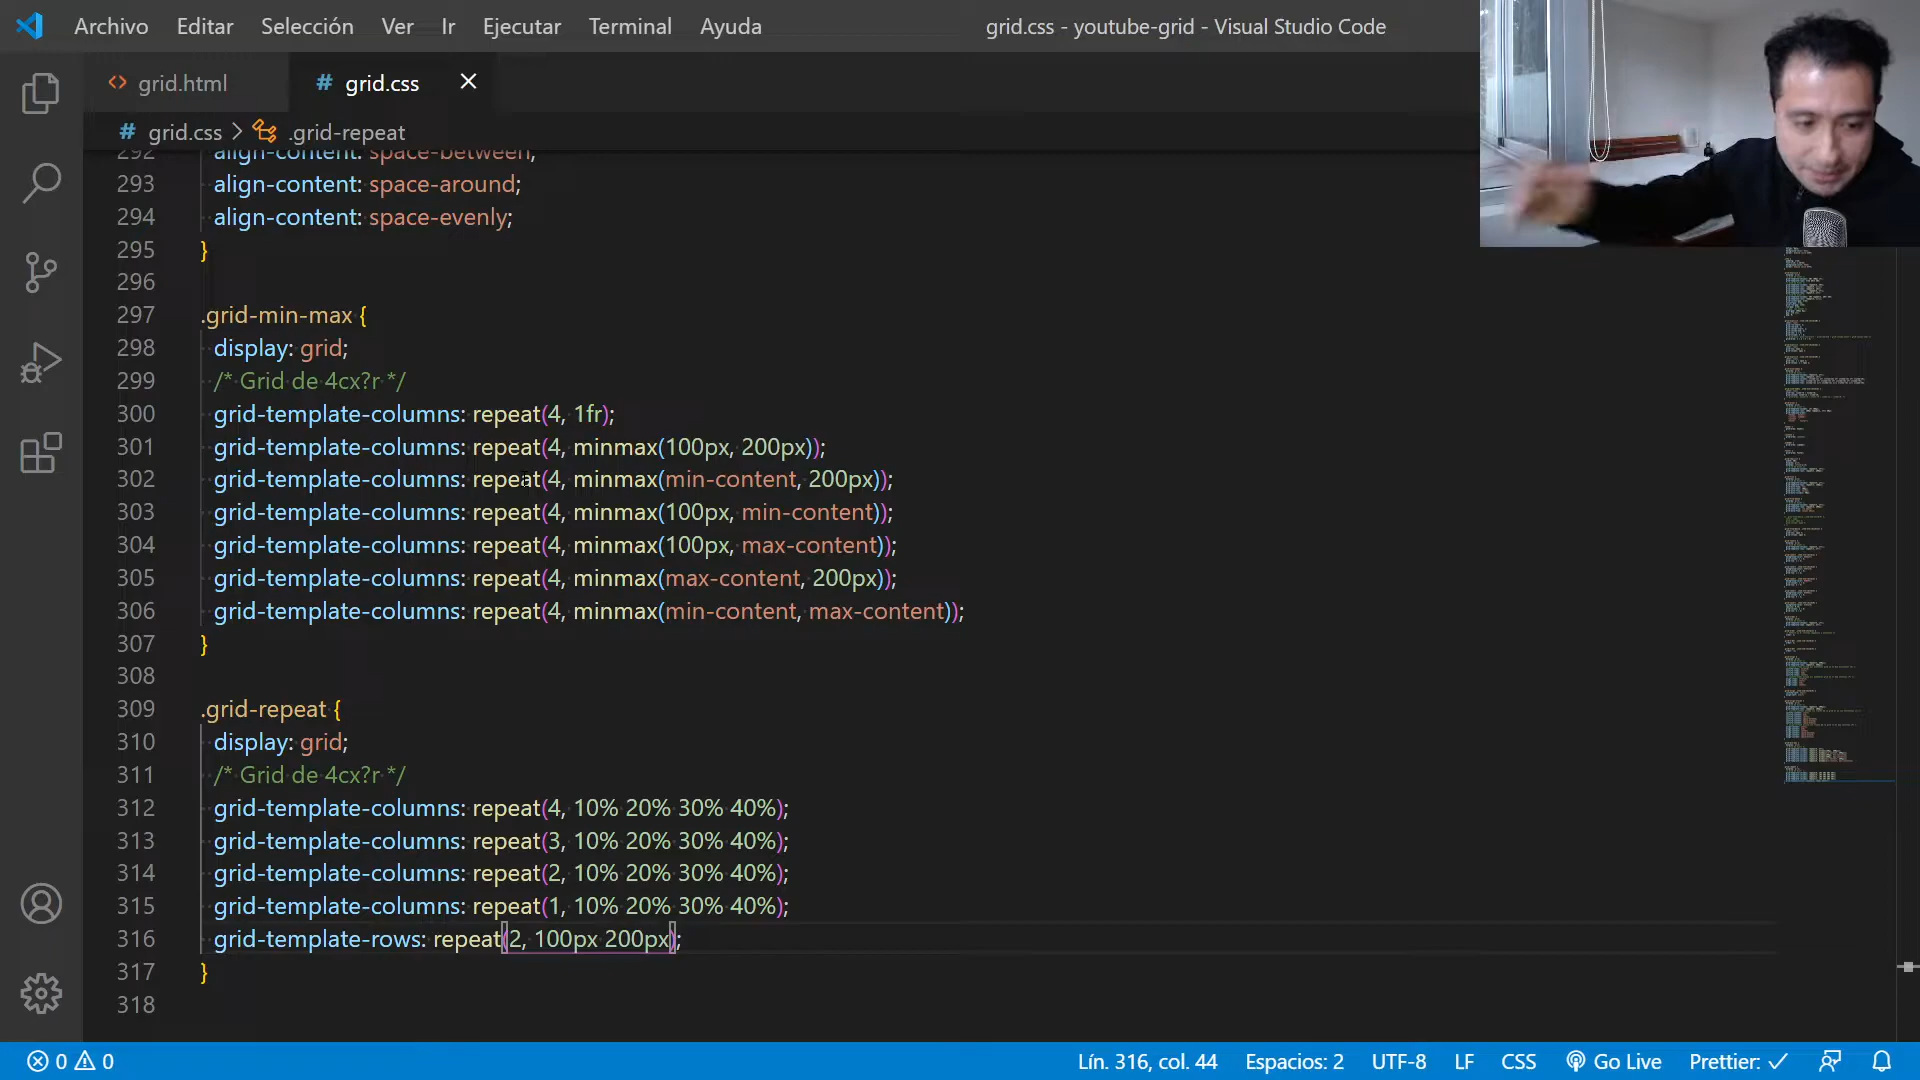 Archivo Editar Selección Ver Ir Ejecutar Terminal Ayuda grid.css - youtube-grid - Visual Studio Code
<> grid.html # grid.css
# grid.css > .grid-repeat
292 align-content: space-between;
293 align-content: space-around;
294 align-content: space-evenly;
295 }
296
297 .grid-min-max {
298 display: grid;
299 /* Grid de 4cx?r */
300 grid-template-columns: repeat(4, 1fr);
301 grid-template-columns: repeat(4, minmax(100px, 200px));
302 grid-template-columns: repeat(4, minmax(min-content, 200px));
303 grid-template-columns: repeat(4, minmax(100px, min-content));
304 grid-template-columns: repeat(4, minmax(100px, max-content));
305 grid-template-columns: repeat(4, minmax(max-content, 200px));
306 grid-template-columns: repeat(4, minmax(min-content, max-content));
307 }
308
309 .grid-repeat {
310 display: grid;
311 /* Grid de 4cx?r */
312 grid-template-columns: repeat(4, 10% 20% 30% 40%);
313 grid-template-columns: repeat(3, 10% 20% 30% 40%);
314 grid-template-columns: repeat(2, 10% 20% 30% 40%);
315 grid-template-columns: repeat(1, 10% 20% 30% 40%);
316 grid-template-rows: repeat(2, 100px 200px);
317 }
318
0 0 Lín. 316, col. 44 Espacios: 2 UTF-8 LF CSS Go Live Prettier: ✓